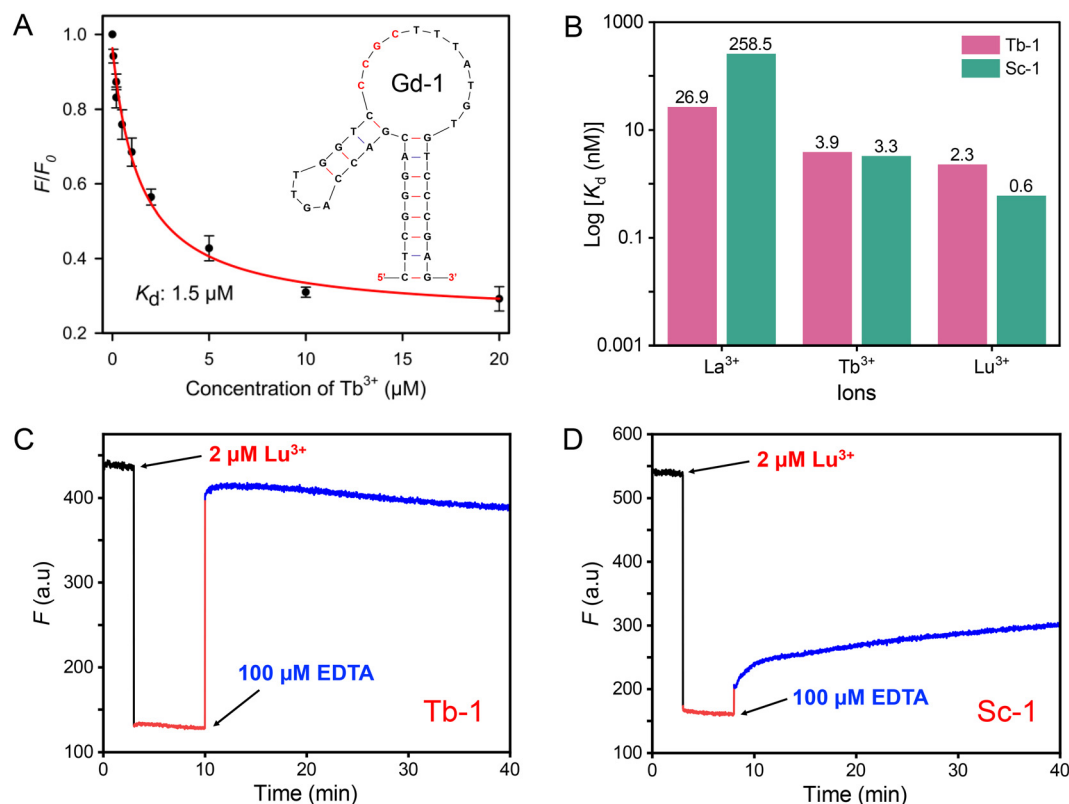 A
1.0
0.8
0.6
0.4
0.2
F/F0
0
5
10
15
20
Concentration of Tb3+ (µM)
Kd: 1.5 µM
Gd-1
5'
C T C G G G A C
G A C C A G T T G G T C
C C G C T T T A T G T
G T C C C G A G
3'
B
1000
10
0.1
0.001
Log [Kd (nM)]
Tb-1
Sc-1
26.9
258.5
3.9
3.3
2.3
0.6
La3+
Tb3+
Lu3+
Ions
C
400
300
200
100
F (a.u)
2 µM Lu3+
100 µM EDTA
Tb-1
0
10
20
30
40
Time (min)
D
600
500
400
300
200
100
F (a.u)
2 µM Lu3+
100 µM EDTA
Sc-1
0
10
20
30
40
Time (min)